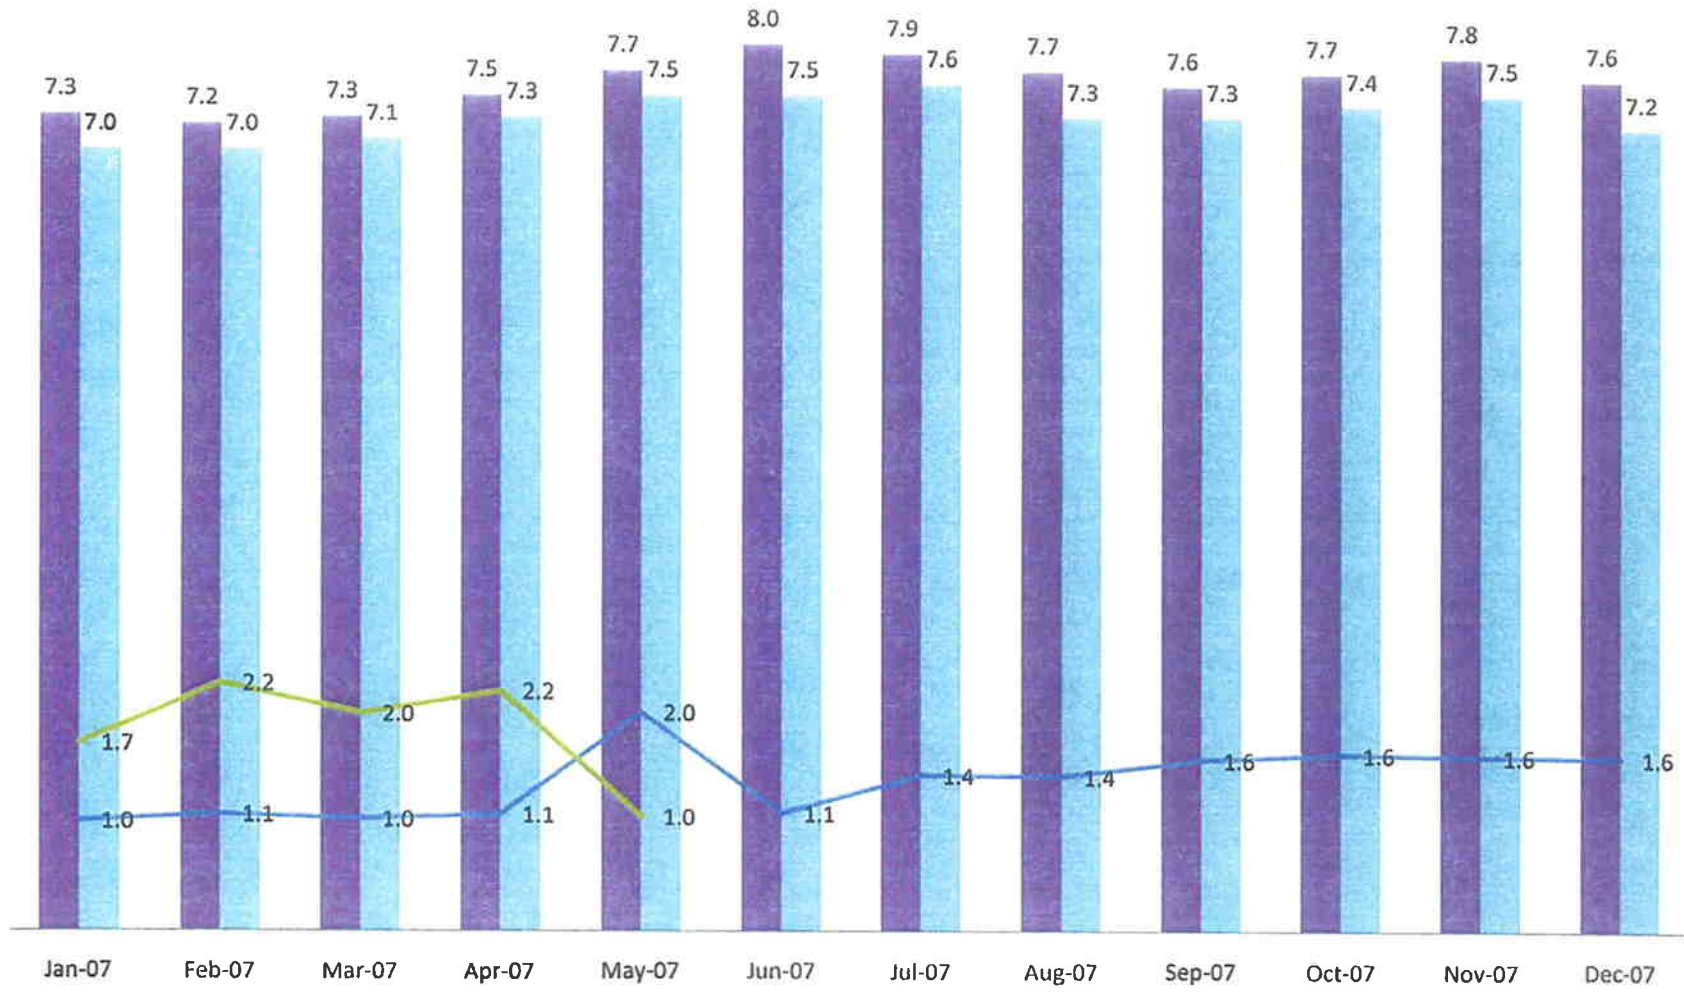 8.0
7.3 7.2 7.3 7.5 7.7 7.9 7.7 7.6 7.7 7.8 7.6
7.0 7.0 7.1 7.3 7.5 7.5 7.6 7.3 7.3 7.4 7.5 7.2
1.7 2.2 2.0 2.2 1.0
1.0 1.1 1.0 1.1 2.0 1.1 1.4 1.4 1.6 1.6 1.6 1.6
Jan-07 Feb-07 Mar-07 Apr-07 May-07 Jun-07 Jul-07 Aug-07 Sep-07 Oct-07 Nov-07 Dec-07